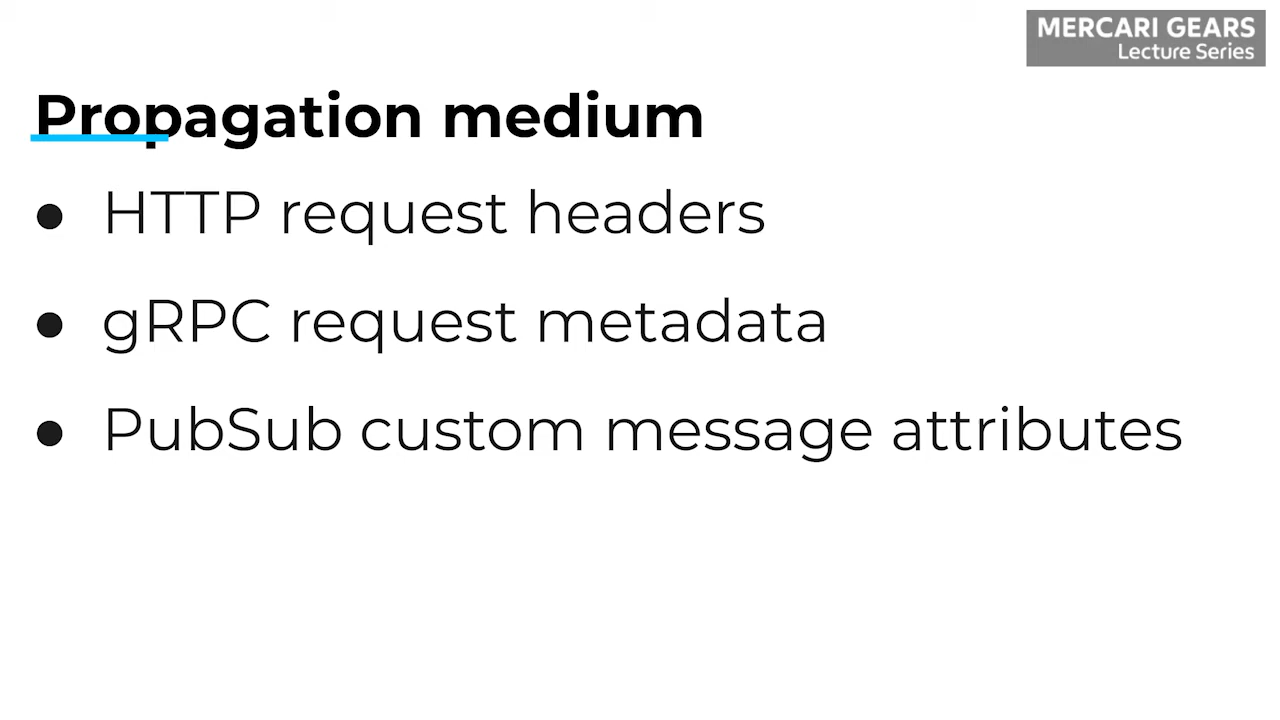 MERCARI GEARS
Lecture Series
Propagation medium
● HTTP request headers
● gRPC request metadata
● PubSub custom message attributes